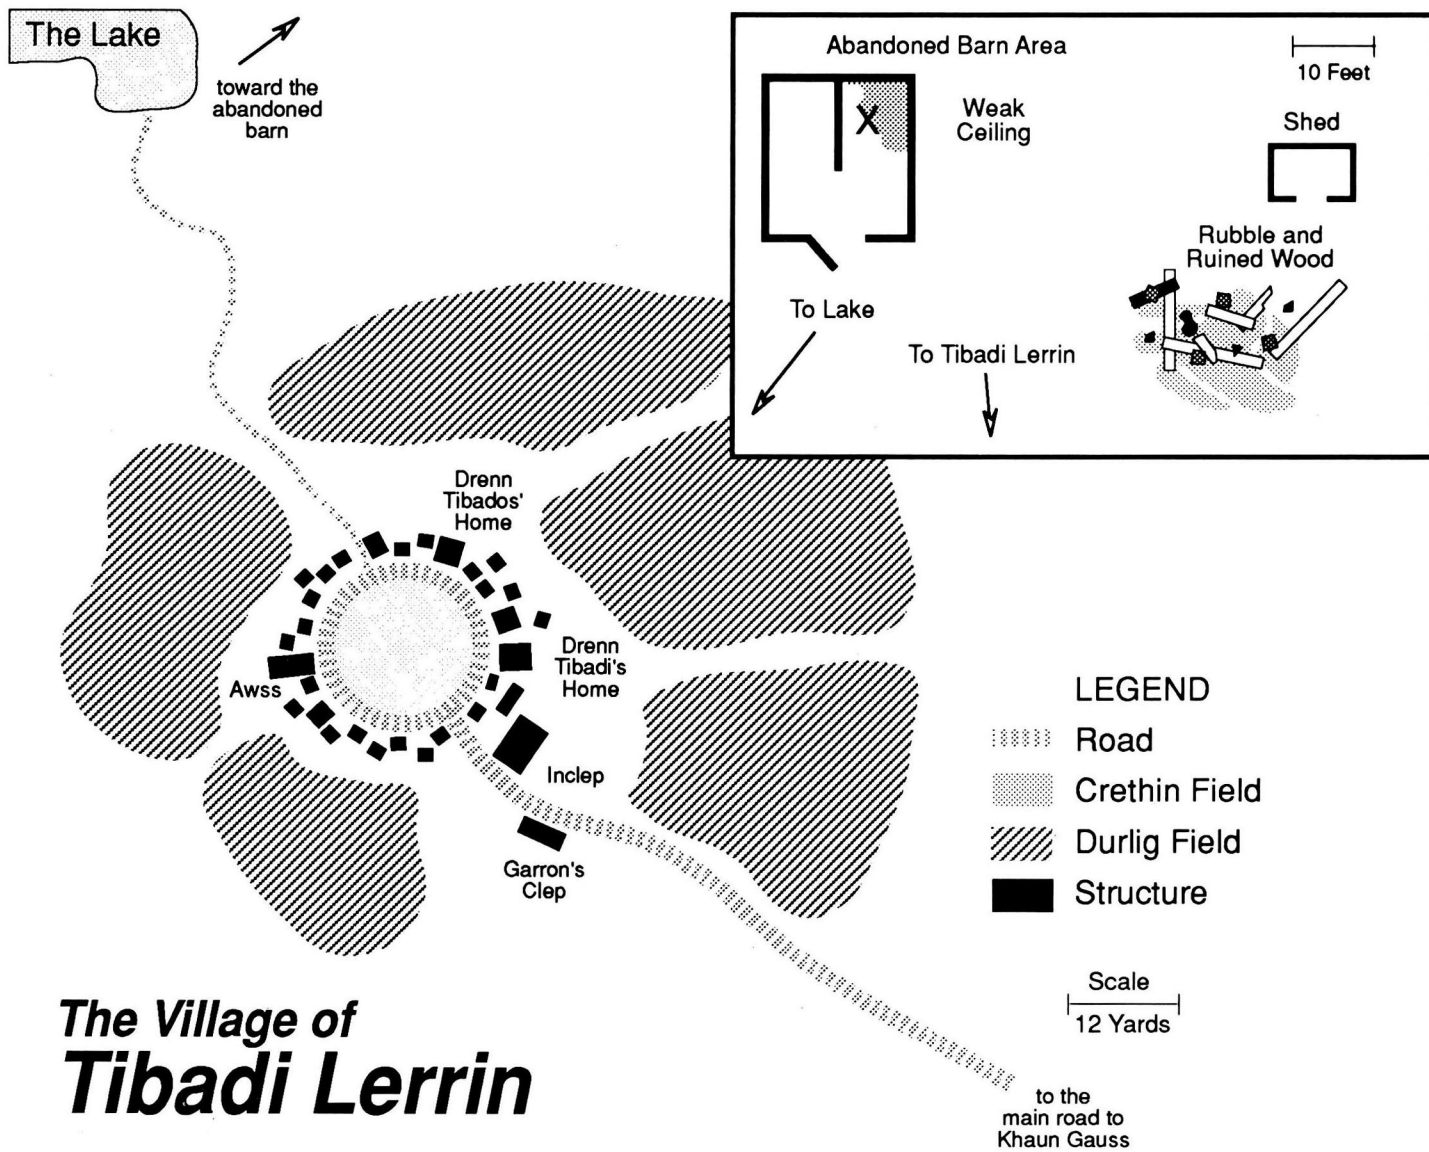 The Lake
toward the
abandoned
barn
Abandoned Barn Area
10 Feet
Weak
Ceiling
X
Shed
Rubble and
Ruined Wood
To Lake
To Tibadi Lerrin
Drenn
Tibados'
Home
Drenn
Tibadi's
Home
Awss
Inclep
Garron's
Clep
LEGEND
Road
Crethin Field
Durlig Field
Structure
Scale
12 Yards
The Village of
Tibadi Lerrin
to the
main road to
Khaun Gauss